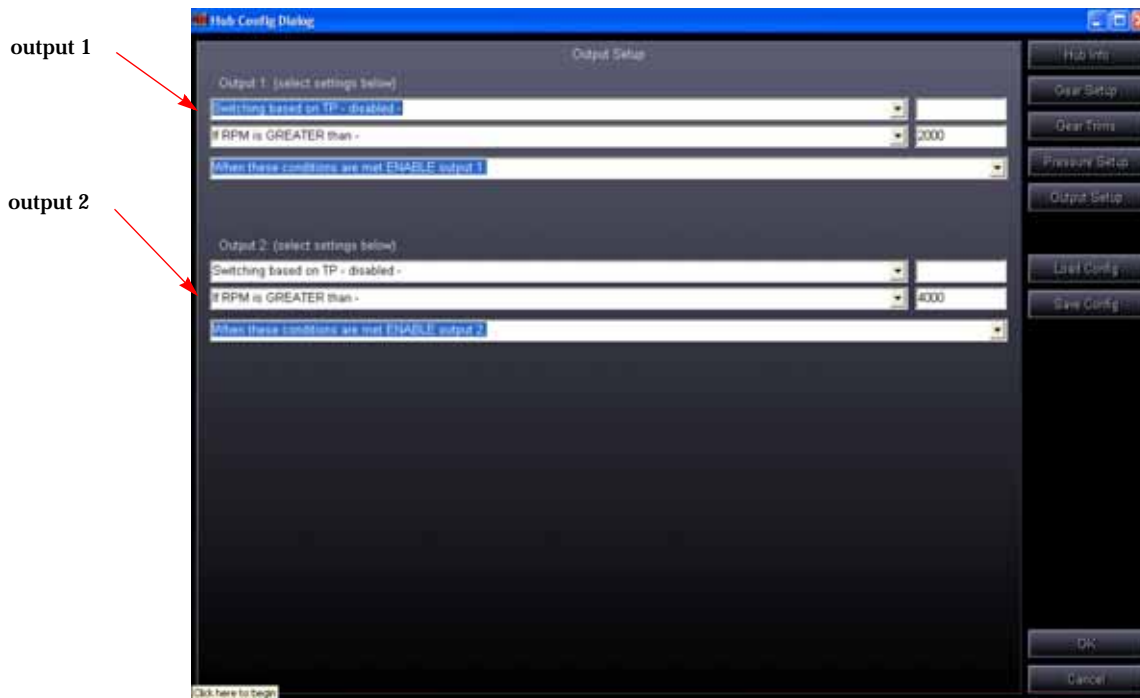 Hub Config Dialog
output 1
Output Setup
Hub Info
Output 1: (select settings below)
Gear Setup
Switching based on TP - disabled -
If RPM is GREATER than -
2000
Gear Trims
When these conditions are met ENABLE output 1
Pressure Setup
output 2
Output Setup
Output 2: (select settings below)
Switching based on TP - disabled -
Load Config
If RPM is GREATER than -
4000
Save Config
When these conditions are met ENABLE output 2
OK
Cancel
Click here to begin